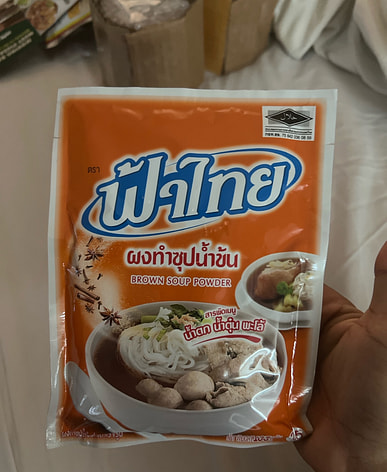 ตรา
ฟ้าไทย
ผงทำซุปน้ำข้น
BROWN SOUP POWDER
สารพัดเมนู
น้ำตก น้ำตุ๋น พะโล้